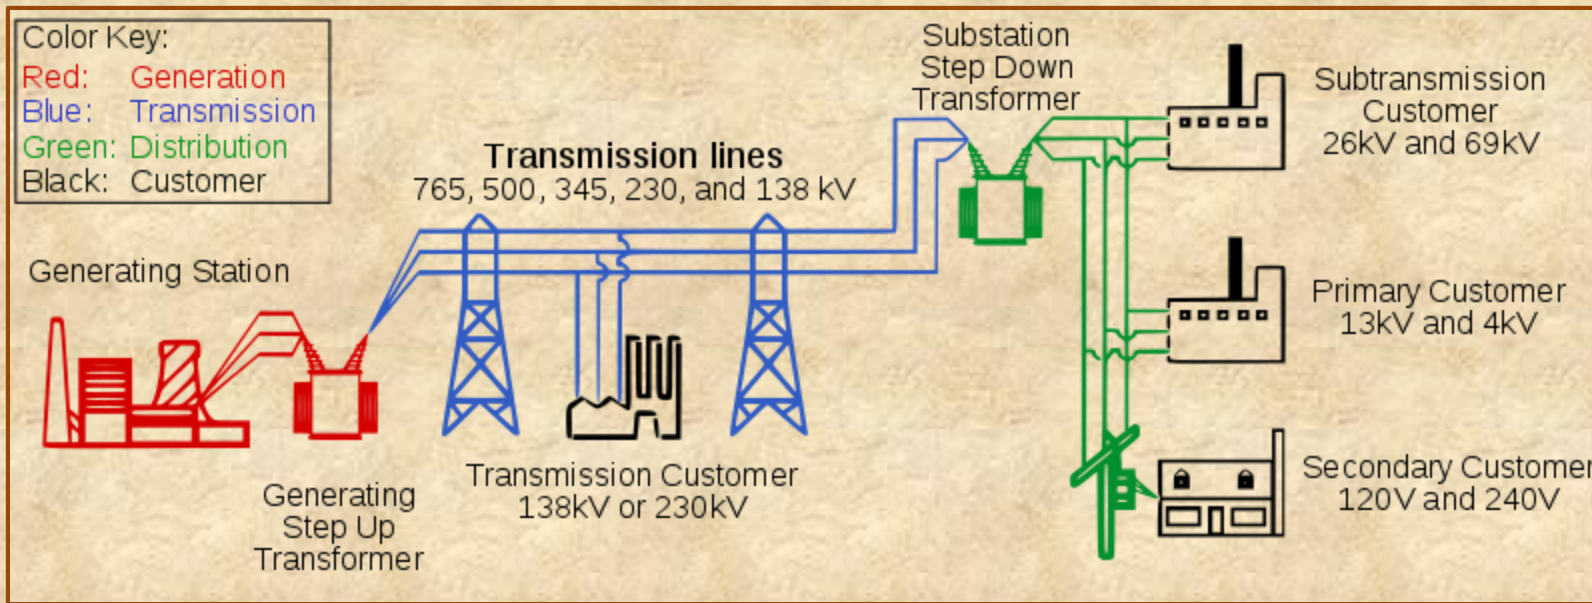 Color Key:
Red: Generation
Blue: Transmission
Green: Distribution
Black: Customer
Generating Station
Generating
Step Up
Transformer
Transmission lines
765, 500, 345, 230, and 138 kV
Transmission Customer
138kV or 230kV
Substation
Step Down
Transformer
Subtransmission
Customer
26kV and 69kV
Primary Customer
13kV and 4kV
Secondary Customer
120V and 240V